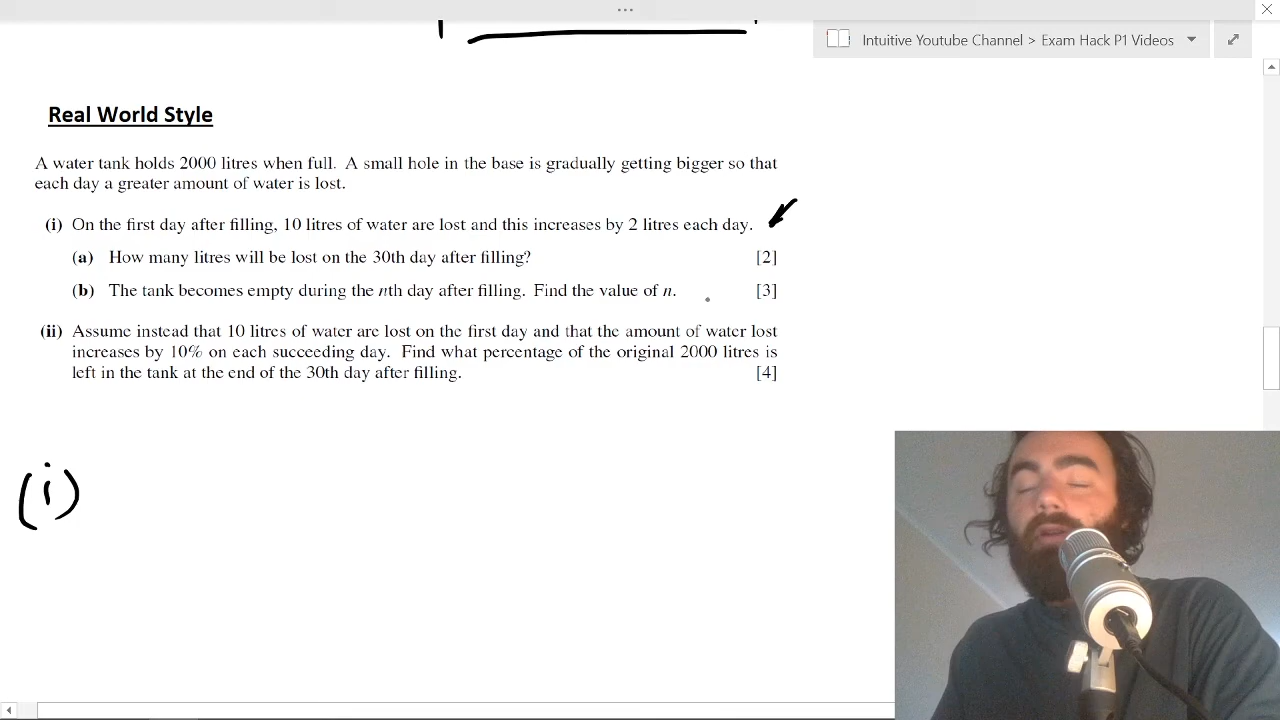 Intuitive Youtube Channel > Exam Hack P1 Videos
Real World Style
A water tank holds 2000 litres when full. A small hole in the base is gradually getting bigger so that
each day a greater amount of water is lost.
(i) On the first day after filling, 10 litres of water are lost and this increases by 2 litres each day.
(a) How many litres will be lost on the 30th day after filling? [2]
(b) The tank becomes empty during the nth day after filling. Find the value of n. [3]
(ii) Assume instead that 10 litres of water are lost on the first day and that the amount of water lost
increases by 10% on each succeeding day. Find what percentage of the original 2000 litres is
left in the tank at the end of the 30th day after filling. [4]
(i)